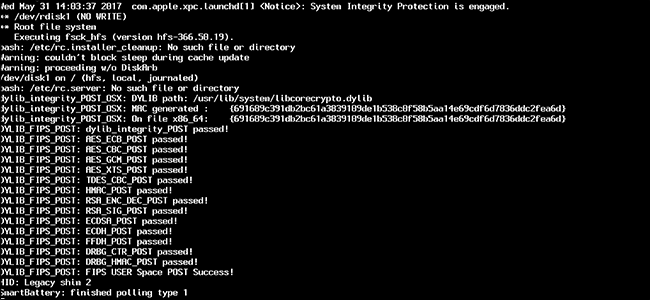 Wed May 31 14:03:37 2017 com.apple.xpc.launchd[1] <Notice>: System Integrity Protection is engaged.
** /dev/rdisk1 (NO WRITE)
** Root file system
Executing fsck_hfs (version hfs-366.50.19).
bash: /etc/rc.installer_cleanup: No such file or directory
Warning: couldn't block sleep during cache update
Warning: proceeding w/o DiskArb
/dev/disk1 on / (hfs, local, journaled)
bash: /etc/rc.server: No such file or directory
dylib_integrity_POST_OSX: DYLIB path: /usr/lib/system/libcorecrypto.dylib
dylib_integrity_POST_OSX: MAC generated :
dylib_integrity_POST_OSX: On file x86_64:
DYLIB_FIPS_POST: dylib_integrity_POST passed!
DYLIB_FIPS_POST: AES_ECB_POST passed!
DYLIB_FIPS_POST: AES_CBC_POST passed!
DYLIB_FIPS_POST: AES_GCM_POST passed!
DYLIB_FIPS_POST: AES_XTS_POST passed!
DYLIB_FIPS_POST: TDES_CBC_POST passed!
DYLIB_FIPS_POST: HMAC_POST passed!
DYLIB_FIPS_POST: RSA_ENC_DEC_POST passed!
DYLIB_FIPS_POST: RSA_SIG_POST passed!
DYLIB_FIPS_POST: ECDSA_POST passed!
DYLIB_FIPS_POST: ECDH_POST passed!
DYLIB_FIPS_POST: FFDH_POST passed!
DYLIB_FIPS_POST: DRBG_CTR_POST passed!
DYLIB_FIPS_POST: DRBG_HMAC_POST passed!
DYLIB_FIPS_POST: FIPS USER Space POST Success!
HID: Legacy shim 2
SmartBattery: finished polling type 1